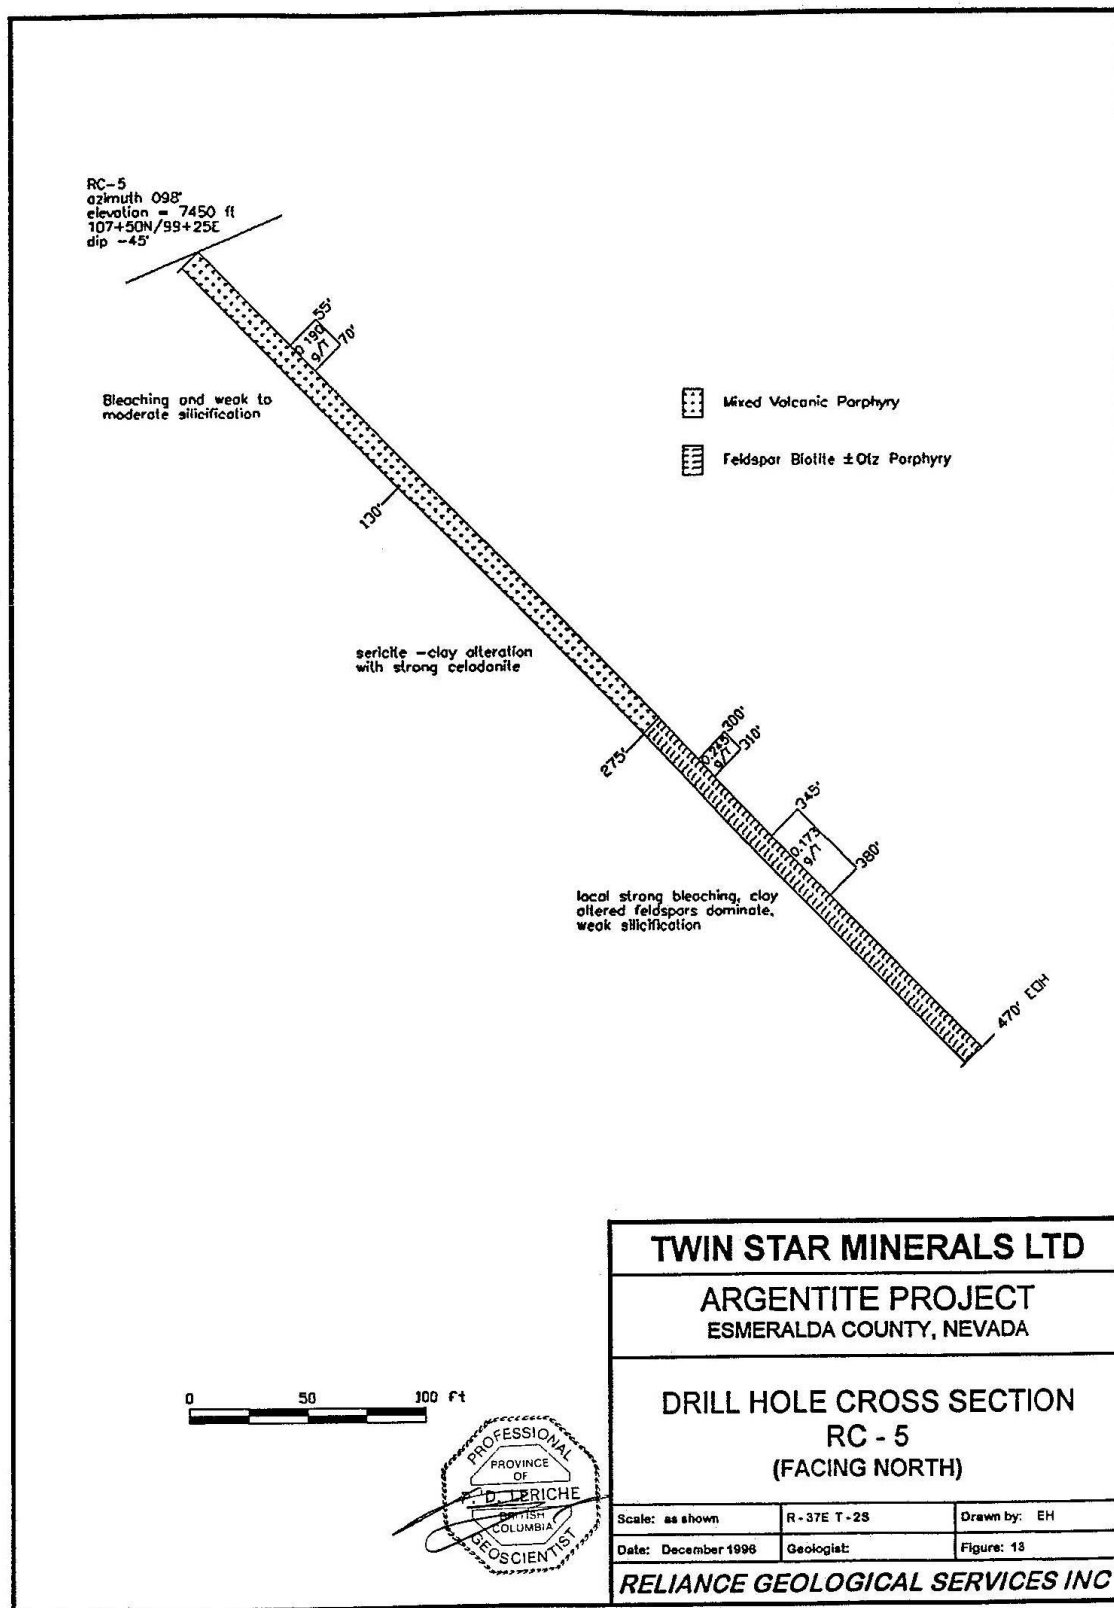 RC-5
azimuth 098°
elevation = 7450 ft
107+50N/99+25E
dip -45°
55'
0.190
g/T
70'
Bleaching and weak to
moderate silicification
Mixed Volcanic Porphyry
Feldspar Biotite ±Qtz Porphyry
130'
sericite -clay alteration
with strong celadanite
300'
0.245
g/T
310'
275'
345'
0.173
g/T
380'
local strong bleaching, clay
altered feldspars dominate,
weak silicification
470' EOH
TWIN STAR MINERALS LTD
ARGENTITE PROJECT
ESMERALDA COUNTY, NEVADA
0 50 100 ft
DRILL HOLE CROSS SECTION
RC - 5
(FACING NORTH)
PROFESSIONAL
PROVINCE
OF
P. D. LERICHE
BRITISH
COLUMBIA
GEOSCIENTIST
Scale: as shown R - 37E T - 2S Drawn by: EH
Date: December 1996 Geologist: Figure: 13
RELIANCE GEOLOGICAL SERVICES INC